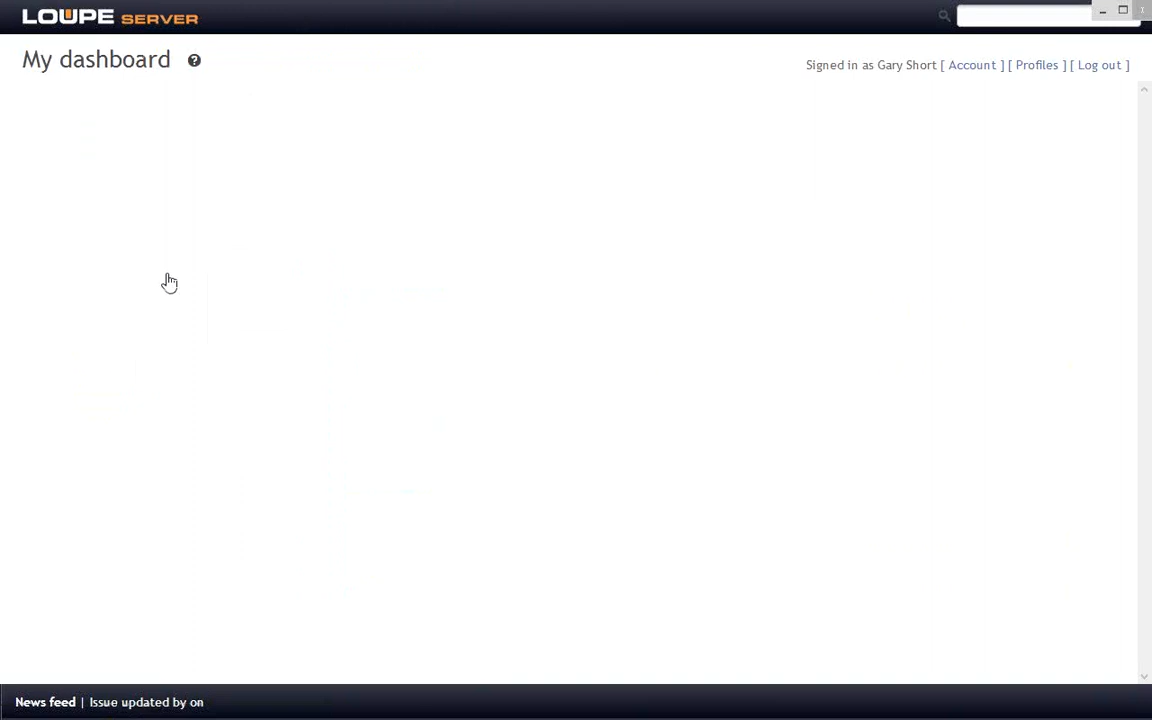 LOUPE SERVER
My dashboard ?
Signed in as Gary Short [ Account ] [ Profiles ] [ Log out ]
News feed | Issue updated by on